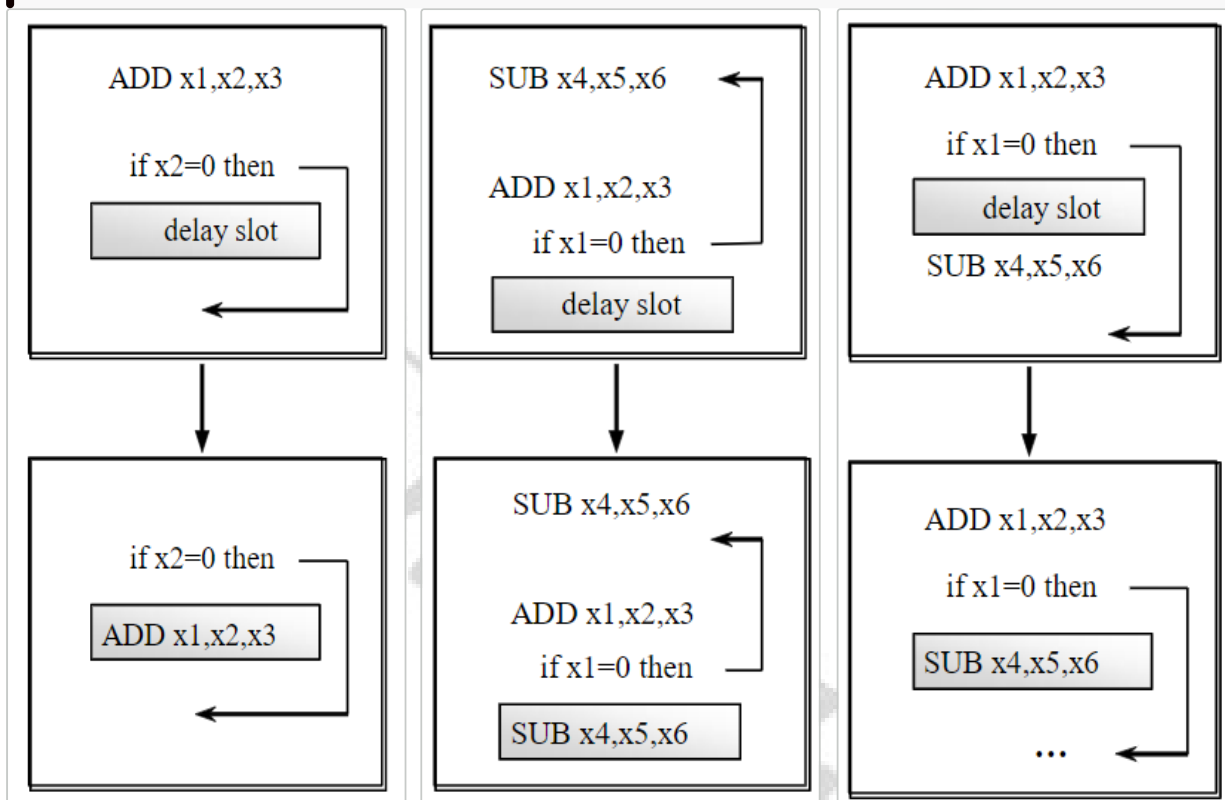 ADD x1,x2,x3
if x2=0 then
delay slot
if x2=0 then
ADD x1,x2,x3
SUB x4,x5,x6
ADD x1,x2,x3
if x1=0 then
delay slot
SUB x4,x5,x6
ADD x1,x2,x3
if x1=0 then
SUB x4,x5,x6
ADD x1,x2,x3
if x1=0 then
delay slot
SUB x4,x5,x6
ADD x1,x2,x3
if x1=0 then
SUB x4,x5,x6
...